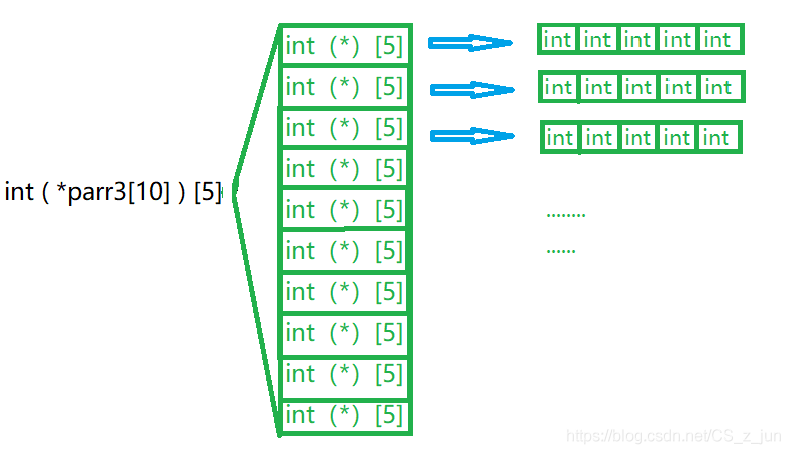 int (*) [5] int int int int int
int (*) [5] int int int int int
int (*) [5] int int int int int
int (*) [5]
int ( *parr3[10] ) [5]
int (*) [5] ........
int (*) [5] ......
int (*) [5]
int (*) [5]
int (*) [5]
int (*) [5]
https://blog.csdn.net/CS_z_jun